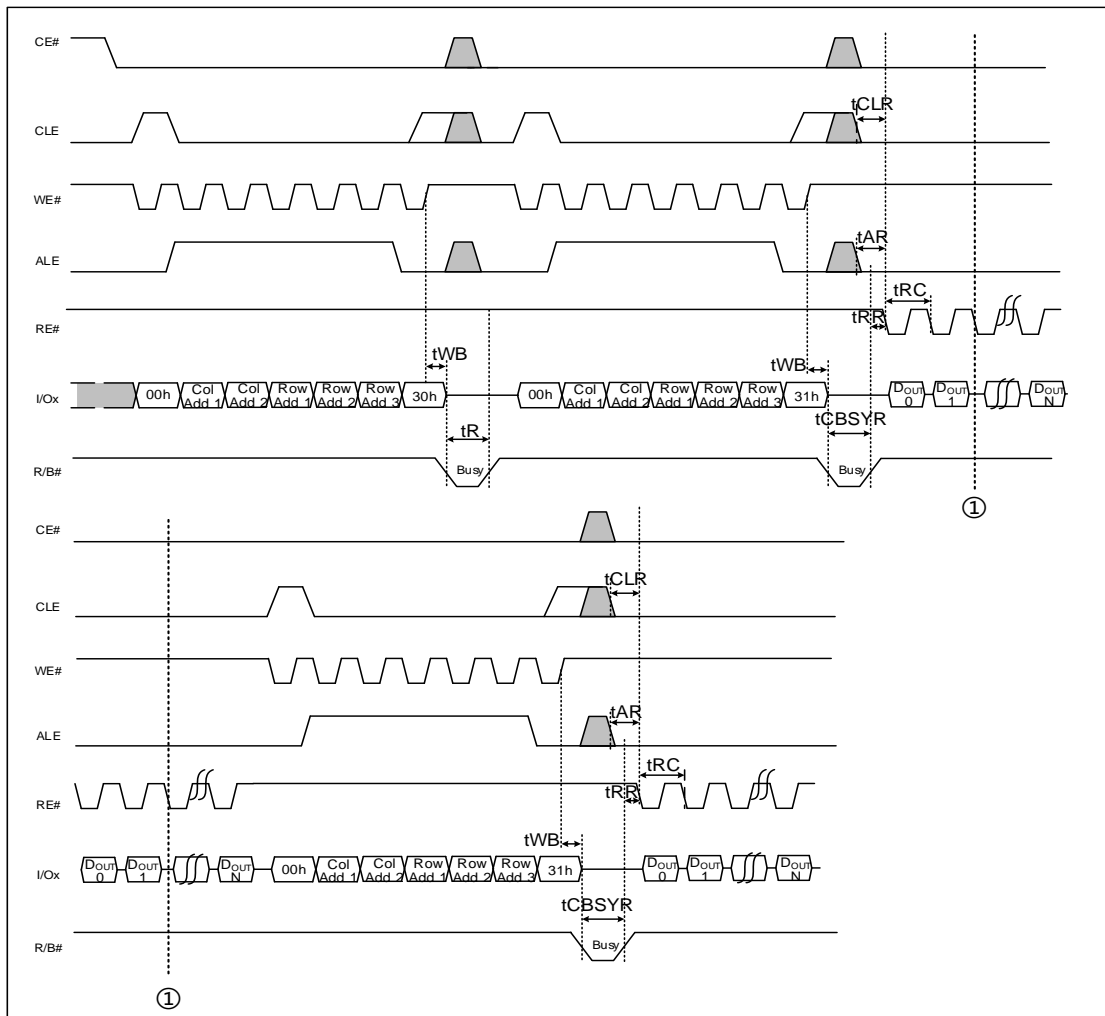 CE#
tCLR
CLE
WE#
tAR
ALE
tRC
tRR
RE#
tWB
tWB
I/Ox
00h
Col Add 1
Col Add 2
Row Add 1
Row Add 2
Row Add 3
30h
00h
Col Add 1
Col Add 2
Row Add 1
Row Add 2
Row Add 3
31h
DOUT 0
DOUT 1
DOUT N
tR
tCBSYR
R/B#
Busy
Busy
①
①
CE#
tCLR
CLE
WE#
tAR
ALE
tRC
tRR
RE#
tWB
I/Ox
DOUT 0
DOUT 1
DOUT N
00h
Col Add 1
Col Add 2
Row Add 1
Row Add 2
Row Add 3
31h
DOUT 0
DOUT 1
DOUT N
tCBSYR
R/B#
Busy
①